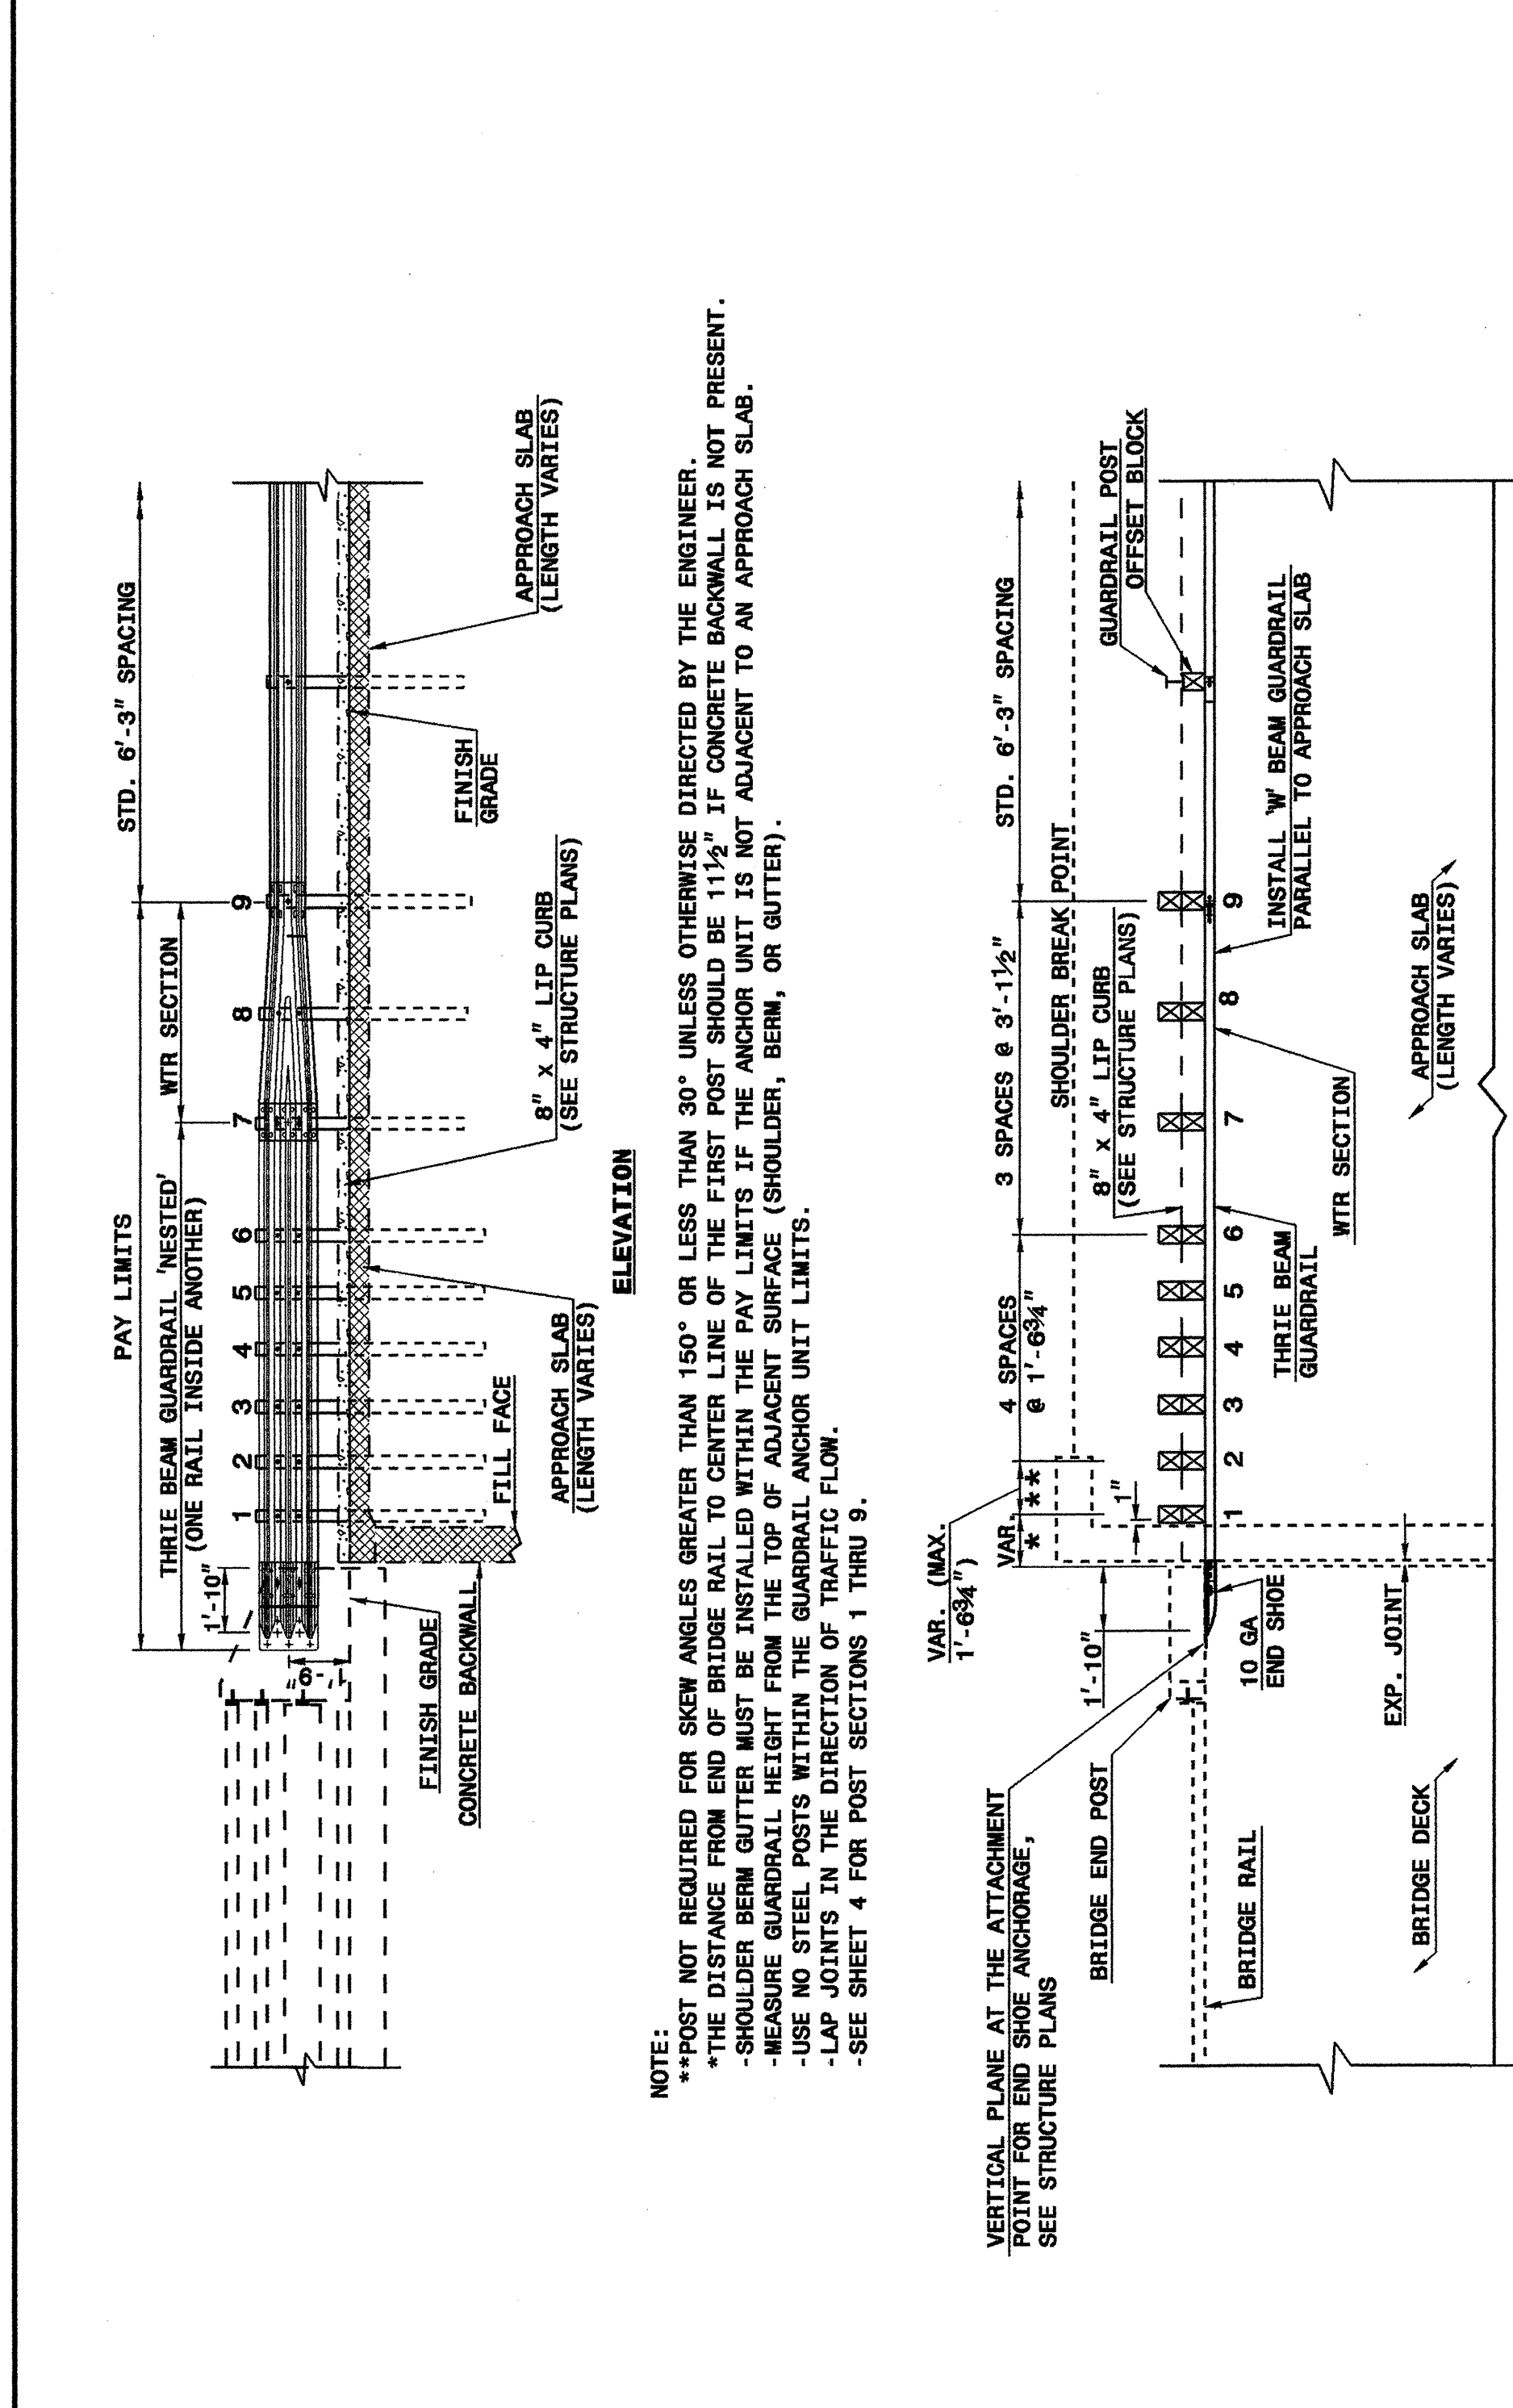 PAY LIMITS
STD. 6'-3" SPACING
THRIE BEAM GUARDRAIL 'NESTED'
(ONE RAIL INSIDE ANOTHER)
WTR SECTION
1'-10"
1 2 3 4 5 6 7 8 9
1'-9"
FINISH GRADE
CONCRETE BACKWALL
FILL FACE
APPROACH SLAB
(LENGTH VARIES)
8" X 4" LIP CURB
(SEE STRUCTURE PLANS)
FINISH
GRADE
APPROACH SLAB
(LENGTH VARIES)
ELEVATION
NOTE:
**POST NOT REQUIRED FOR SKEW ANGLES GREATER THAN 150° OR LESS THAN 30° UNLESS OTHERWISE DIRECTED BY THE ENGINEER.
*THE DISTANCE FROM END OF BRIDGE RAIL TO CENTER LINE OF THE FIRST POST SHOULD BE 11½" IF CONCRETE BACKWALL IS NOT PRESENT.
-SHOULDER BERM GUTTER MUST BE INSTALLED WITHIN THE PAY LIMITS IF THE ANCHOR UNIT IS NOT ADJACENT TO AN APPROACH SLAB.
-MEASURE GUARDRAIL HEIGHT FROM THE TOP OF ADJACENT SURFACE (SHOULDER, BERM, OR GUTTER).
-USE NO STEEL POSTS WITHIN THE GUARDRAIL ANCHOR UNIT LIMITS.
-LAP JOINTS IN THE DIRECTION OF TRAFFIC FLOW.
-SEE SHEET 4 FOR POST SECTIONS 1 THRU 9.
VAR. (MAX.
1'-6¾")
VAR.
*
**
1"
4 SPACES
@ 1'-6¾"
3 SPACES @ 3'-1½"
STD. 6'-3" SPACING
SHOULDER BREAK POINT
8" X 4" LIP CURB
(SEE STRUCTURE PLANS)
GUARDRAIL POST
OFFSET BLOCK
VERTICAL PLANE AT THE ATTACHMENT
POINT FOR END SHOE ANCHORAGE,
SEE STRUCTURE PLANS
1'-10"
BRIDGE END POST
1 2 3 4 5 6 7 8 9
10 GA
END SHOE
THRIE BEAM
GUARDRAIL
INSTALL 'W' BEAM GUARDRAIL
PARALLEL TO APPROACH SLAB
WTR SECTION
BRIDGE RAIL
EXP. JOINT
BRIDGE DECK
APPROACH SLAB
(LENGTH VARIES)